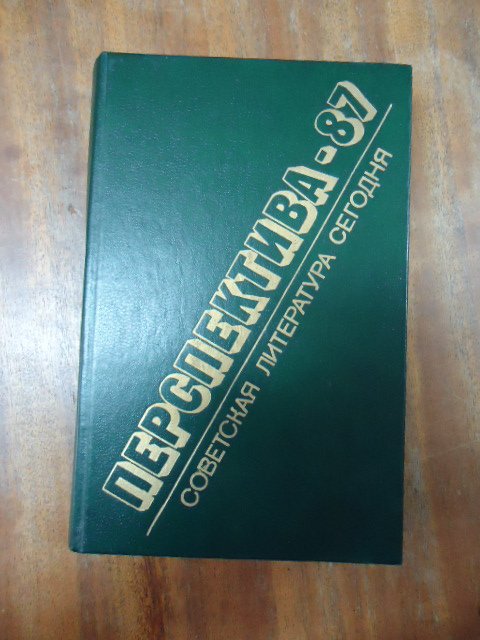 ПЕРСПЕКТИВА-87
СОВЕТСКАЯ ЛИТЕРАТУРА СЕГОДНЯ